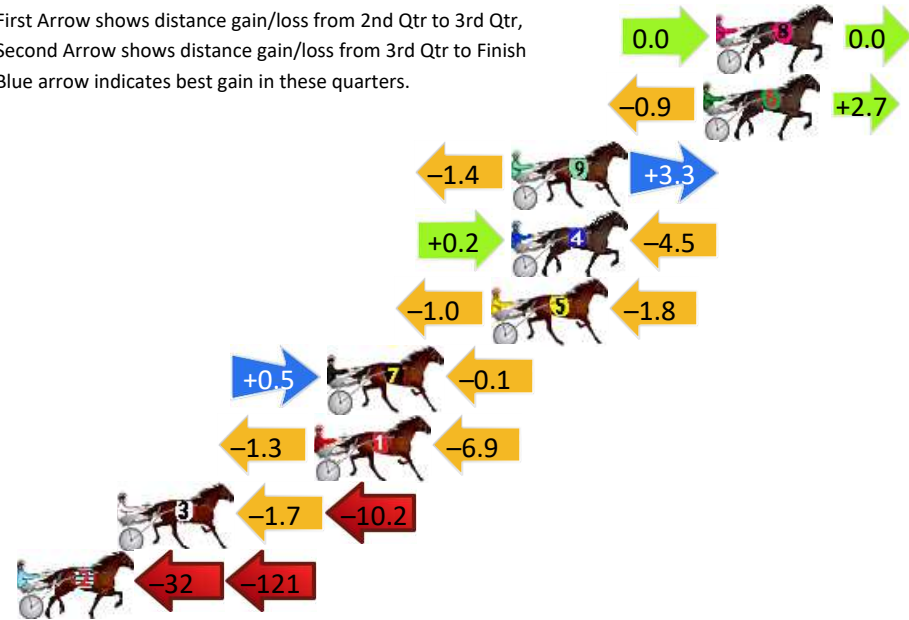 First Arrow shows distance gain/loss from 2nd Qtr to 3rd Qtr,
Second Arrow shows distance gain/loss from 3rd Qtr to Finish
Blue arrow indicates best gain in these quarters.
0.0 8 0.0
–0.9 6 +2.7
–1.4 9 +3.3
+0.2 4 –4.5
–1.0 5 –1.8
+0.5 7 –0.1
–1.3 1 –6.9
3 –1.7 –10.2
2 –32 –121